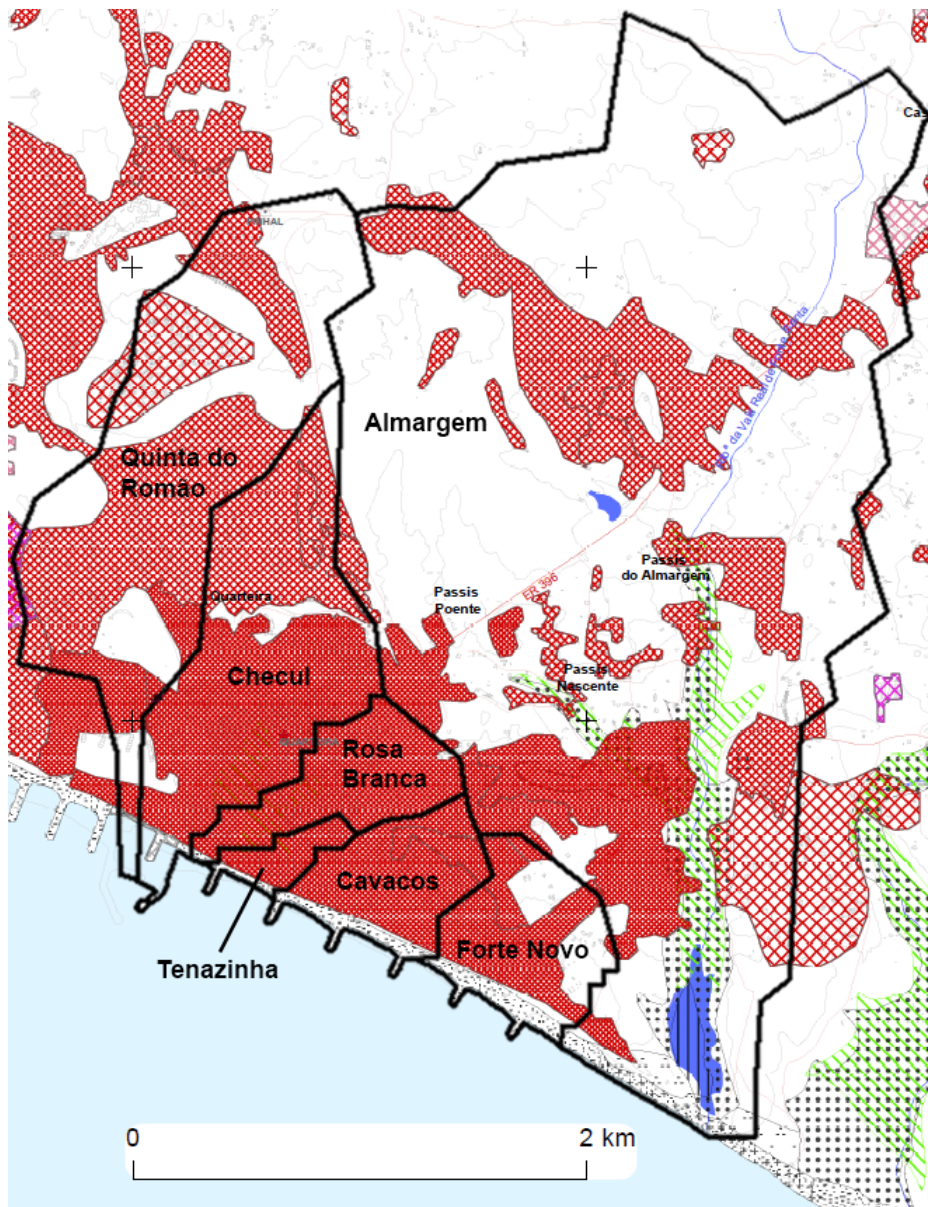 Almargem
Quinta do
Romão
Passis
do Almargem
ER 396
Passis
Poente
Quarteira
Checul
Passis
Nascente
Rosa
Branca
Cavacos
Forte Novo
Tenazinha
0
2 km